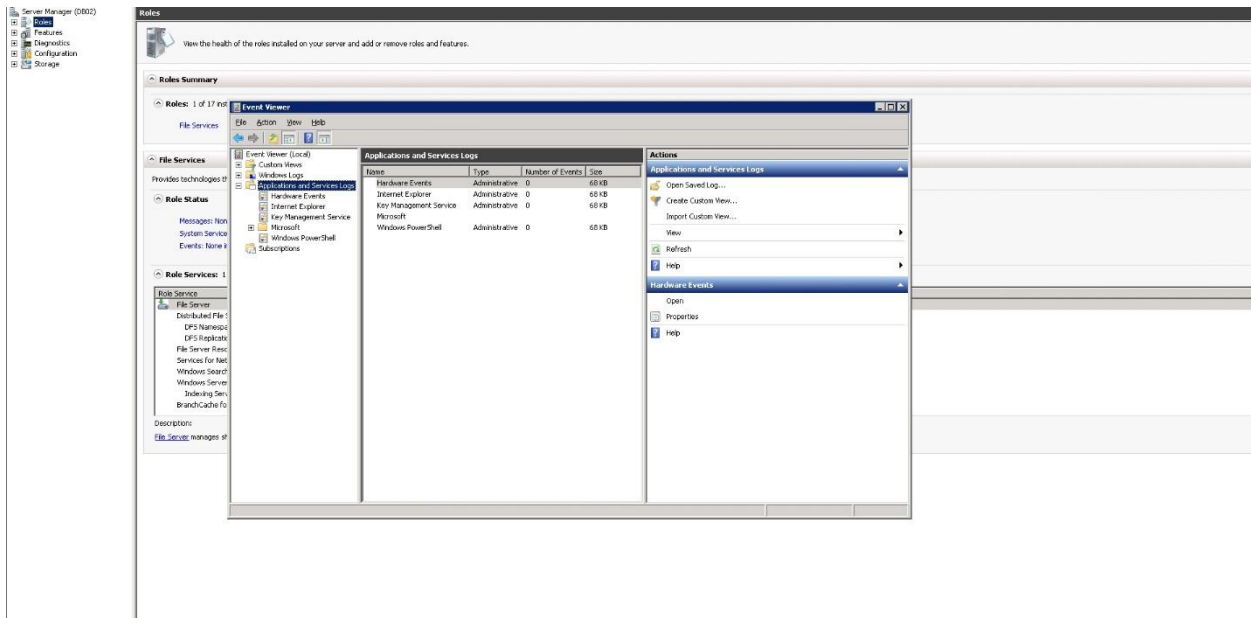 Server Manager (DB02)
Roles
Features
Diagnostics
Configuration
Storage
Roles
View the health of the roles installed on your server and add or remove roles and features.
Roles Summary
Roles: 1 of 17 inst
File Services
File Services
Provides technologies th
Role Status
Messages: Non
System Service
Events: None i
Role Services: 1
Role Service
File Server
Distributed File S
DFS Namespa
DFS Replicatio
File Server Reso
Services for Net
Windows Search
Windows Server
Indexing Serv
BranchCache fo
Description:
File Server manages sh
Event Viewer
File Action View Help
Event Viewer (Local)
Custom Views
Windows Logs
Applications and Services Logs
Hardware Events
Internet Explorer
Key Management Service
Microsoft
Windows PowerShell
Subscriptions
Applications and Services Logs
Name Type Number of Events Size
Hardware Events Administrative 0 68 KB
Internet Explorer Administrative 0 68 KB
Key Management Service Administrative 0 68 KB
Microsoft
Windows PowerShell Administrative 0 68 KB
Actions
Applications and Services Logs
Open Saved Log...
Create Custom View...
Import Custom View...
View
Refresh
Help
Hardware Events
Open
Properties
Help